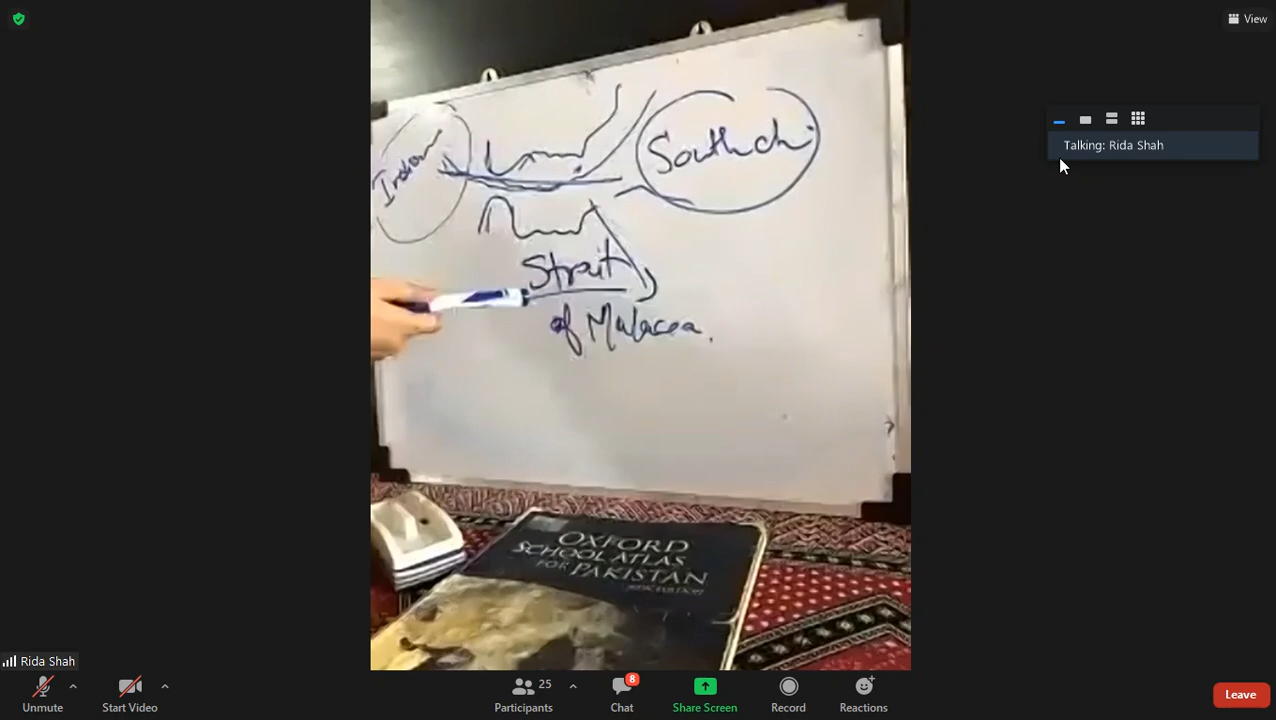 View
Talking: Rida Shah
Indian
South chi
Strait
of Malacca.
OXFORD
SCHOOL ATLAS
FOR PAKISTAN
Rida Shah
Unmute
Start Video
25
Participants
8
Chat
Share Screen
Record
Reactions
Leave